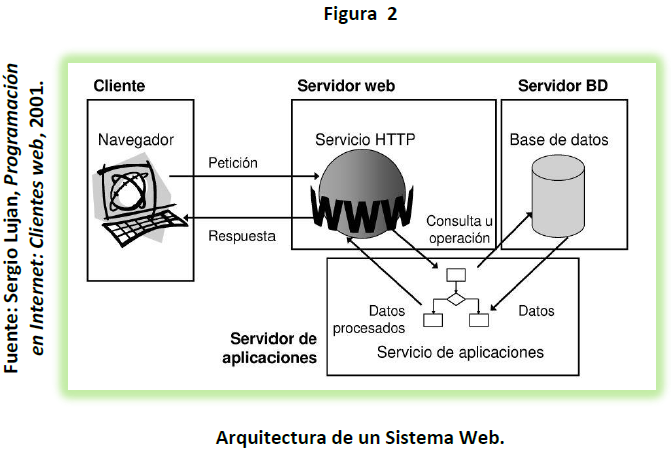 Figura 2
Fuente: Sergio Lujan, Programación
en Internet: Clientes web, 2001.
Cliente
Servidor web
Servidor BD
Navegador
Servicio HTTP
Base de datos
Petición
WWW
Respuesta
Consulta u
operación
Datos
procesados
Datos
Servidor de
aplicaciones
Servicio de aplicaciones
Arquitectura de un Sistema Web.